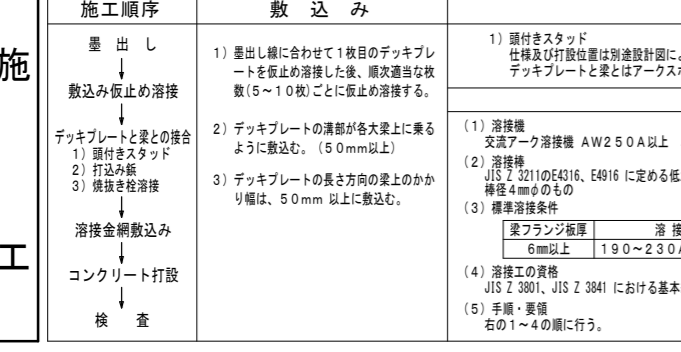 施
工
施工順序
墨 出 し
敷込み仮止め溶接
デッキプレートと梁との接合
1) 頭付きスタッド
2) 打込み鋲
3) 焼抜き栓溶接
溶接金網敷込み
コンクリート打設
検 査
敷 込 み
1) 墨出し線に合わせて1枚目のデッキプレ
ートを仮止め溶接した後、順次適当な枚
数(5〜10枚)ごとに仮止め溶接する。
2) デッキプレートの溝部が各大梁上に乗る
ように敷込む。(50mm以上)
3) デッキプレートの長さ方向の梁上のかか
り幅は、50mm 以上に敷込む。
1) 頭付きスタッド
仕様及び打設位置は別途設計図に
デッキプレートと梁とはアークスポ
(1) 溶接機
交流アーク溶接機 AW250A以上
(2) 溶接棒
JIS Z 3211のE4316、E4916 に定める低
棒径4mmφのもの
(3) 標準溶接条件
梁フランジ板厚 溶 接
6mm以上 190〜230A
(4) 溶接工の資格
JIS Z 3801、JIS Z 3841 における基本
(5) 手順・要領
右の1〜4の順に行う。